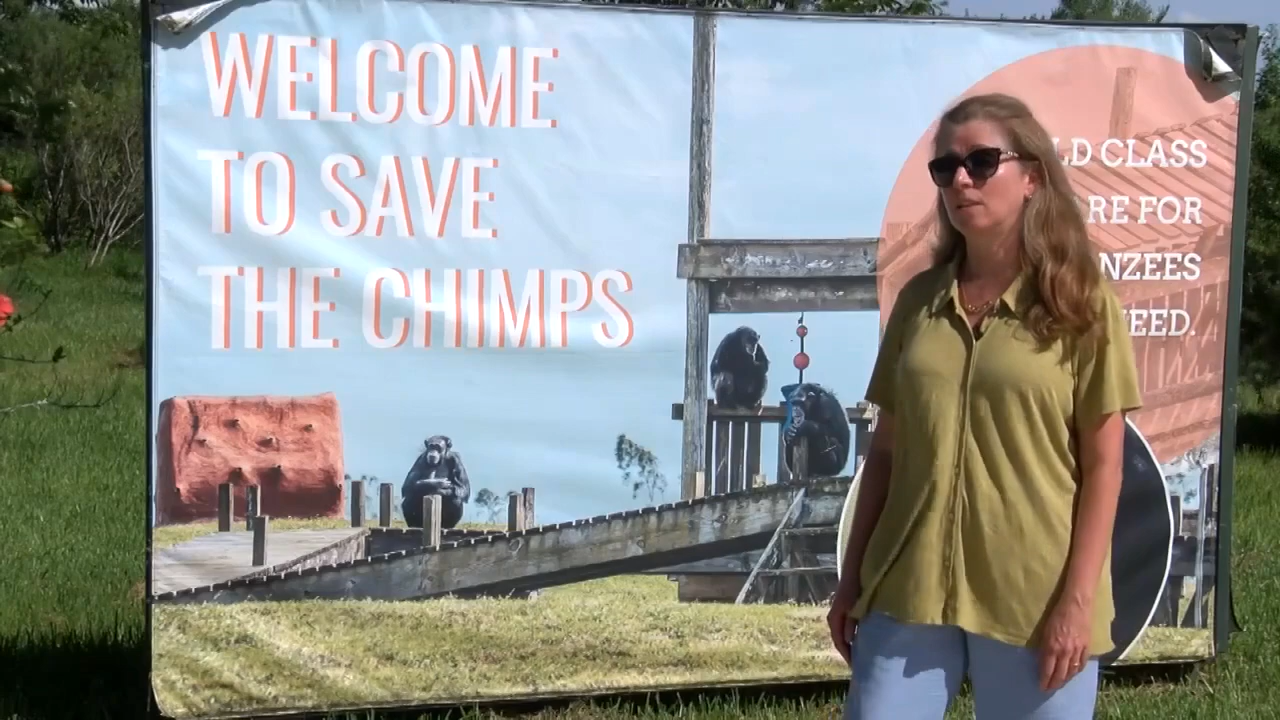 WELCOME
TO SAVE
THE CHIMPS
LD CLASS
RE FOR
NZEES
EED.